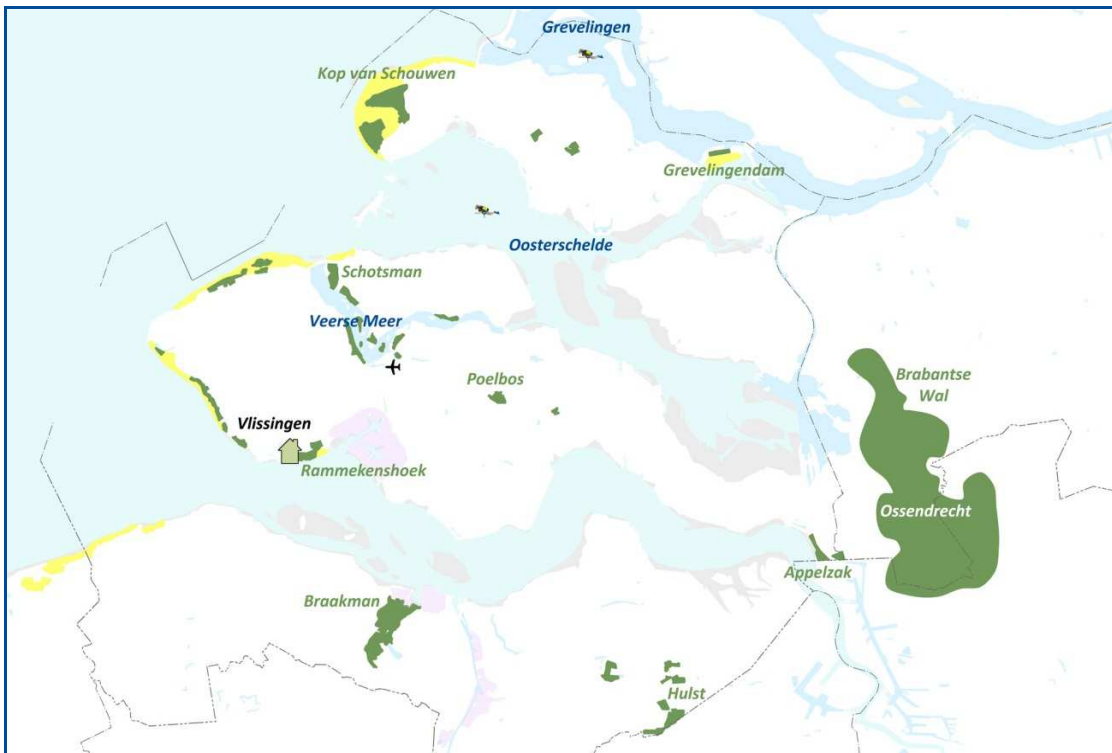 Grevelingen
Kop van Schouwen
Grevelingendam
Oosterschelde
Schotsman
Veerse Meer
Poelbos
Brabantse
Wal
Vlissingen
Rammekenshoek
Ossendrecht
Appelzak
Braakman
Hulst